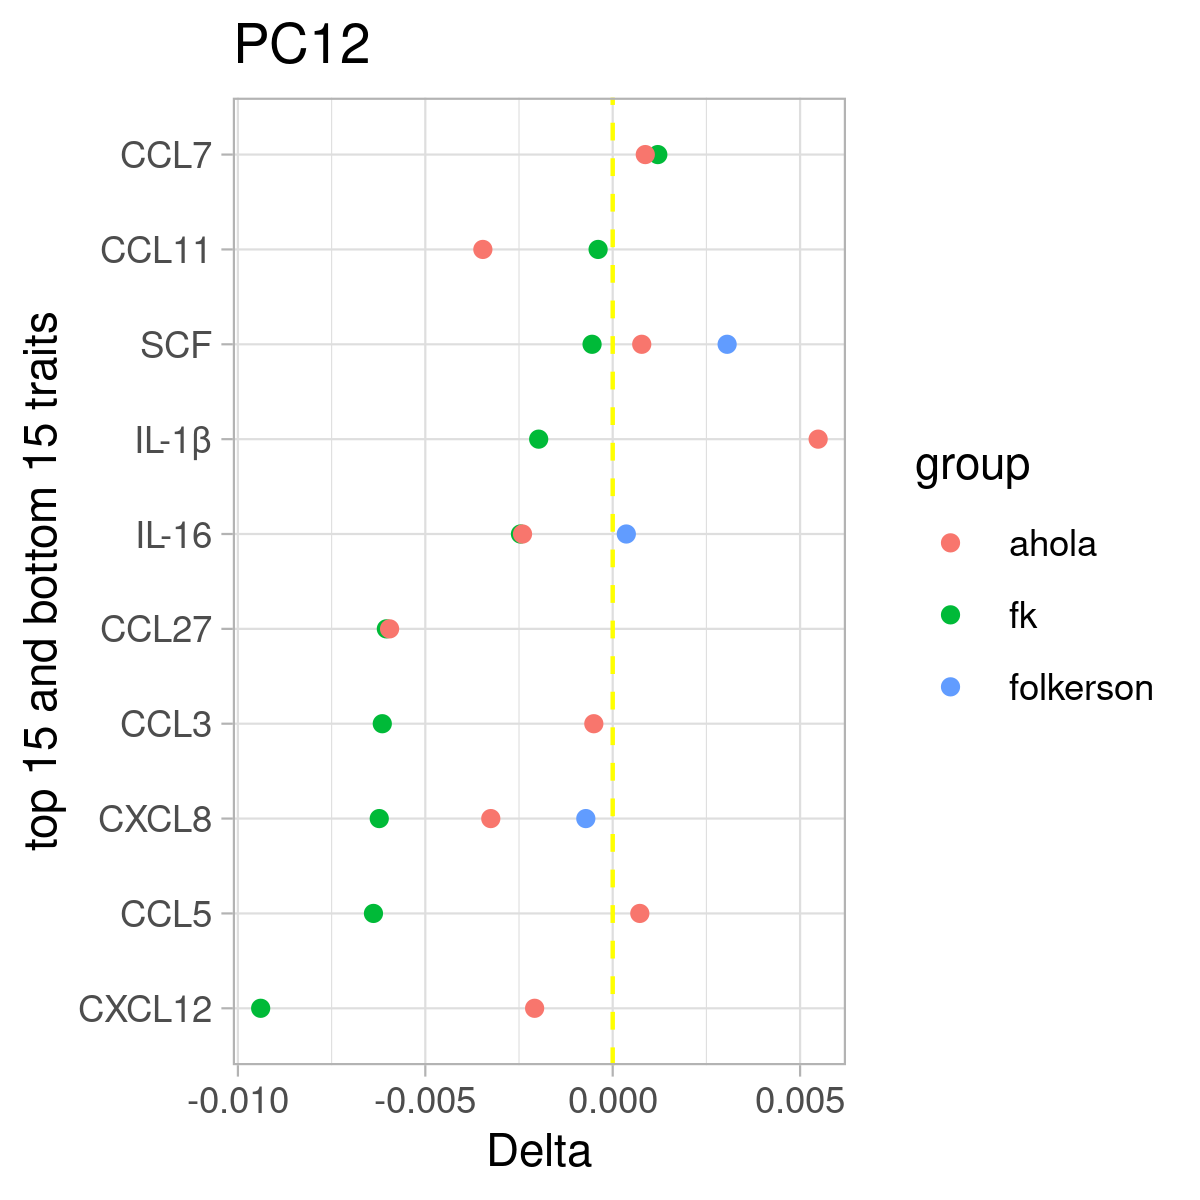 PC12
top 15 and bottom 15 traits
CCL7
CCL11
SCF
IL-1β
IL-16
CCL27
CCL3
CXCL8
CCL5
CXCL12
-0.010 -0.005 0.000 0.005
Delta
group
ahola
fk
folkerson